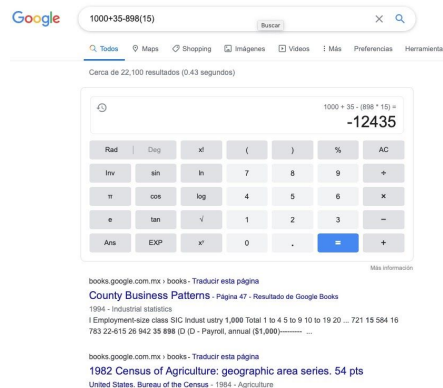 Google
1000+35-898(15)
Buscar
Todos Maps Shopping Imágenes Videos Más Preferencias Herramienta
Cerca de 22,100 resultados (0.43 segundos)
1000 + 35 - (898 * 15) =
-12435
Rad | Deg x! ( ) % AC
Inv sin ln 7 8 9 ÷
π cos log 4 5 6 ×
e tan √ 1 2 3 −
Ans EXP xʸ 0 . = +
Más información
books.google.com.mx › books - Traducir esta página
County Business Patterns - Página 47 - Resultado de Google Books
1994 - Industrial statistics
I Employment-size class SIC Indust ustry 1,000 Total 1 to 4 5 to 9 10 to 19 20 ... 721 15 584 16
783 22-615 26 942 35 898 (D (D - Payroll, annual ($1,000)--------- ...
books.google.com.mx › books - Traducir esta página
1982 Census of Agriculture: geographic area series. 54 pts
United States. Bureau of the Census - 1984 - Agriculture